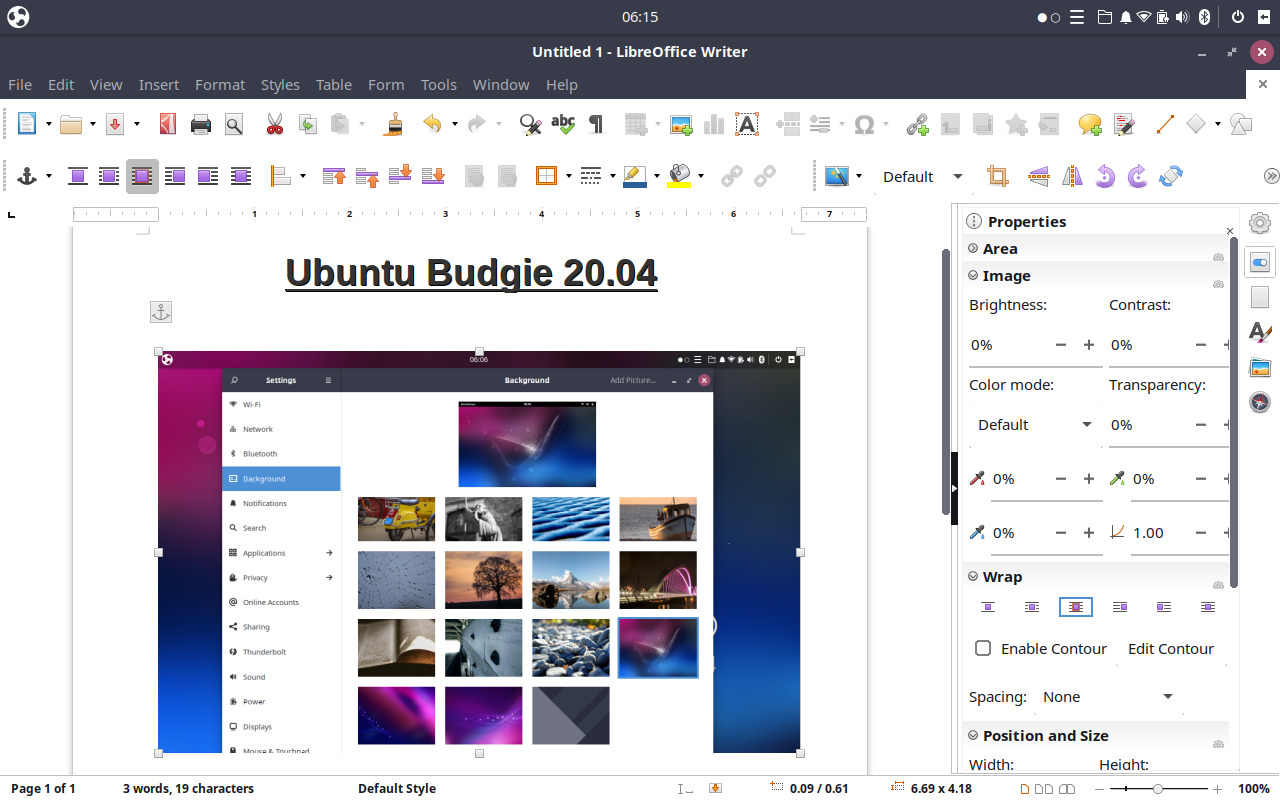 06:15
Untitled 1 - LibreOffice Writer
File Edit View Insert Format Styles Table Form Tools Window Help
abc
A
Default
1 2 3 4 5 6 7
Properties
Area
Image
Brightness: Contrast:
0% 0%
Color mode: Transparency:
Default 0%
0% 0%
0% 1.00
Wrap
Enable Contour Edit Contour
Spacing: None
Position and Size
Width: Height:
Ubuntu Budgie 20.04
06:06
Settings Background Add Picture...
Wi-Fi
Network
Bluetooth
Background
Notifications
Search
Applications
Privacy
Online Accounts
Sharing
Thunderbolt
Sound
Power
Displays
Mouse & Touchpad
Page 1 of 1 3 words, 19 characters Default Style 0.09 / 0.61 6.69 x 4.18 100%